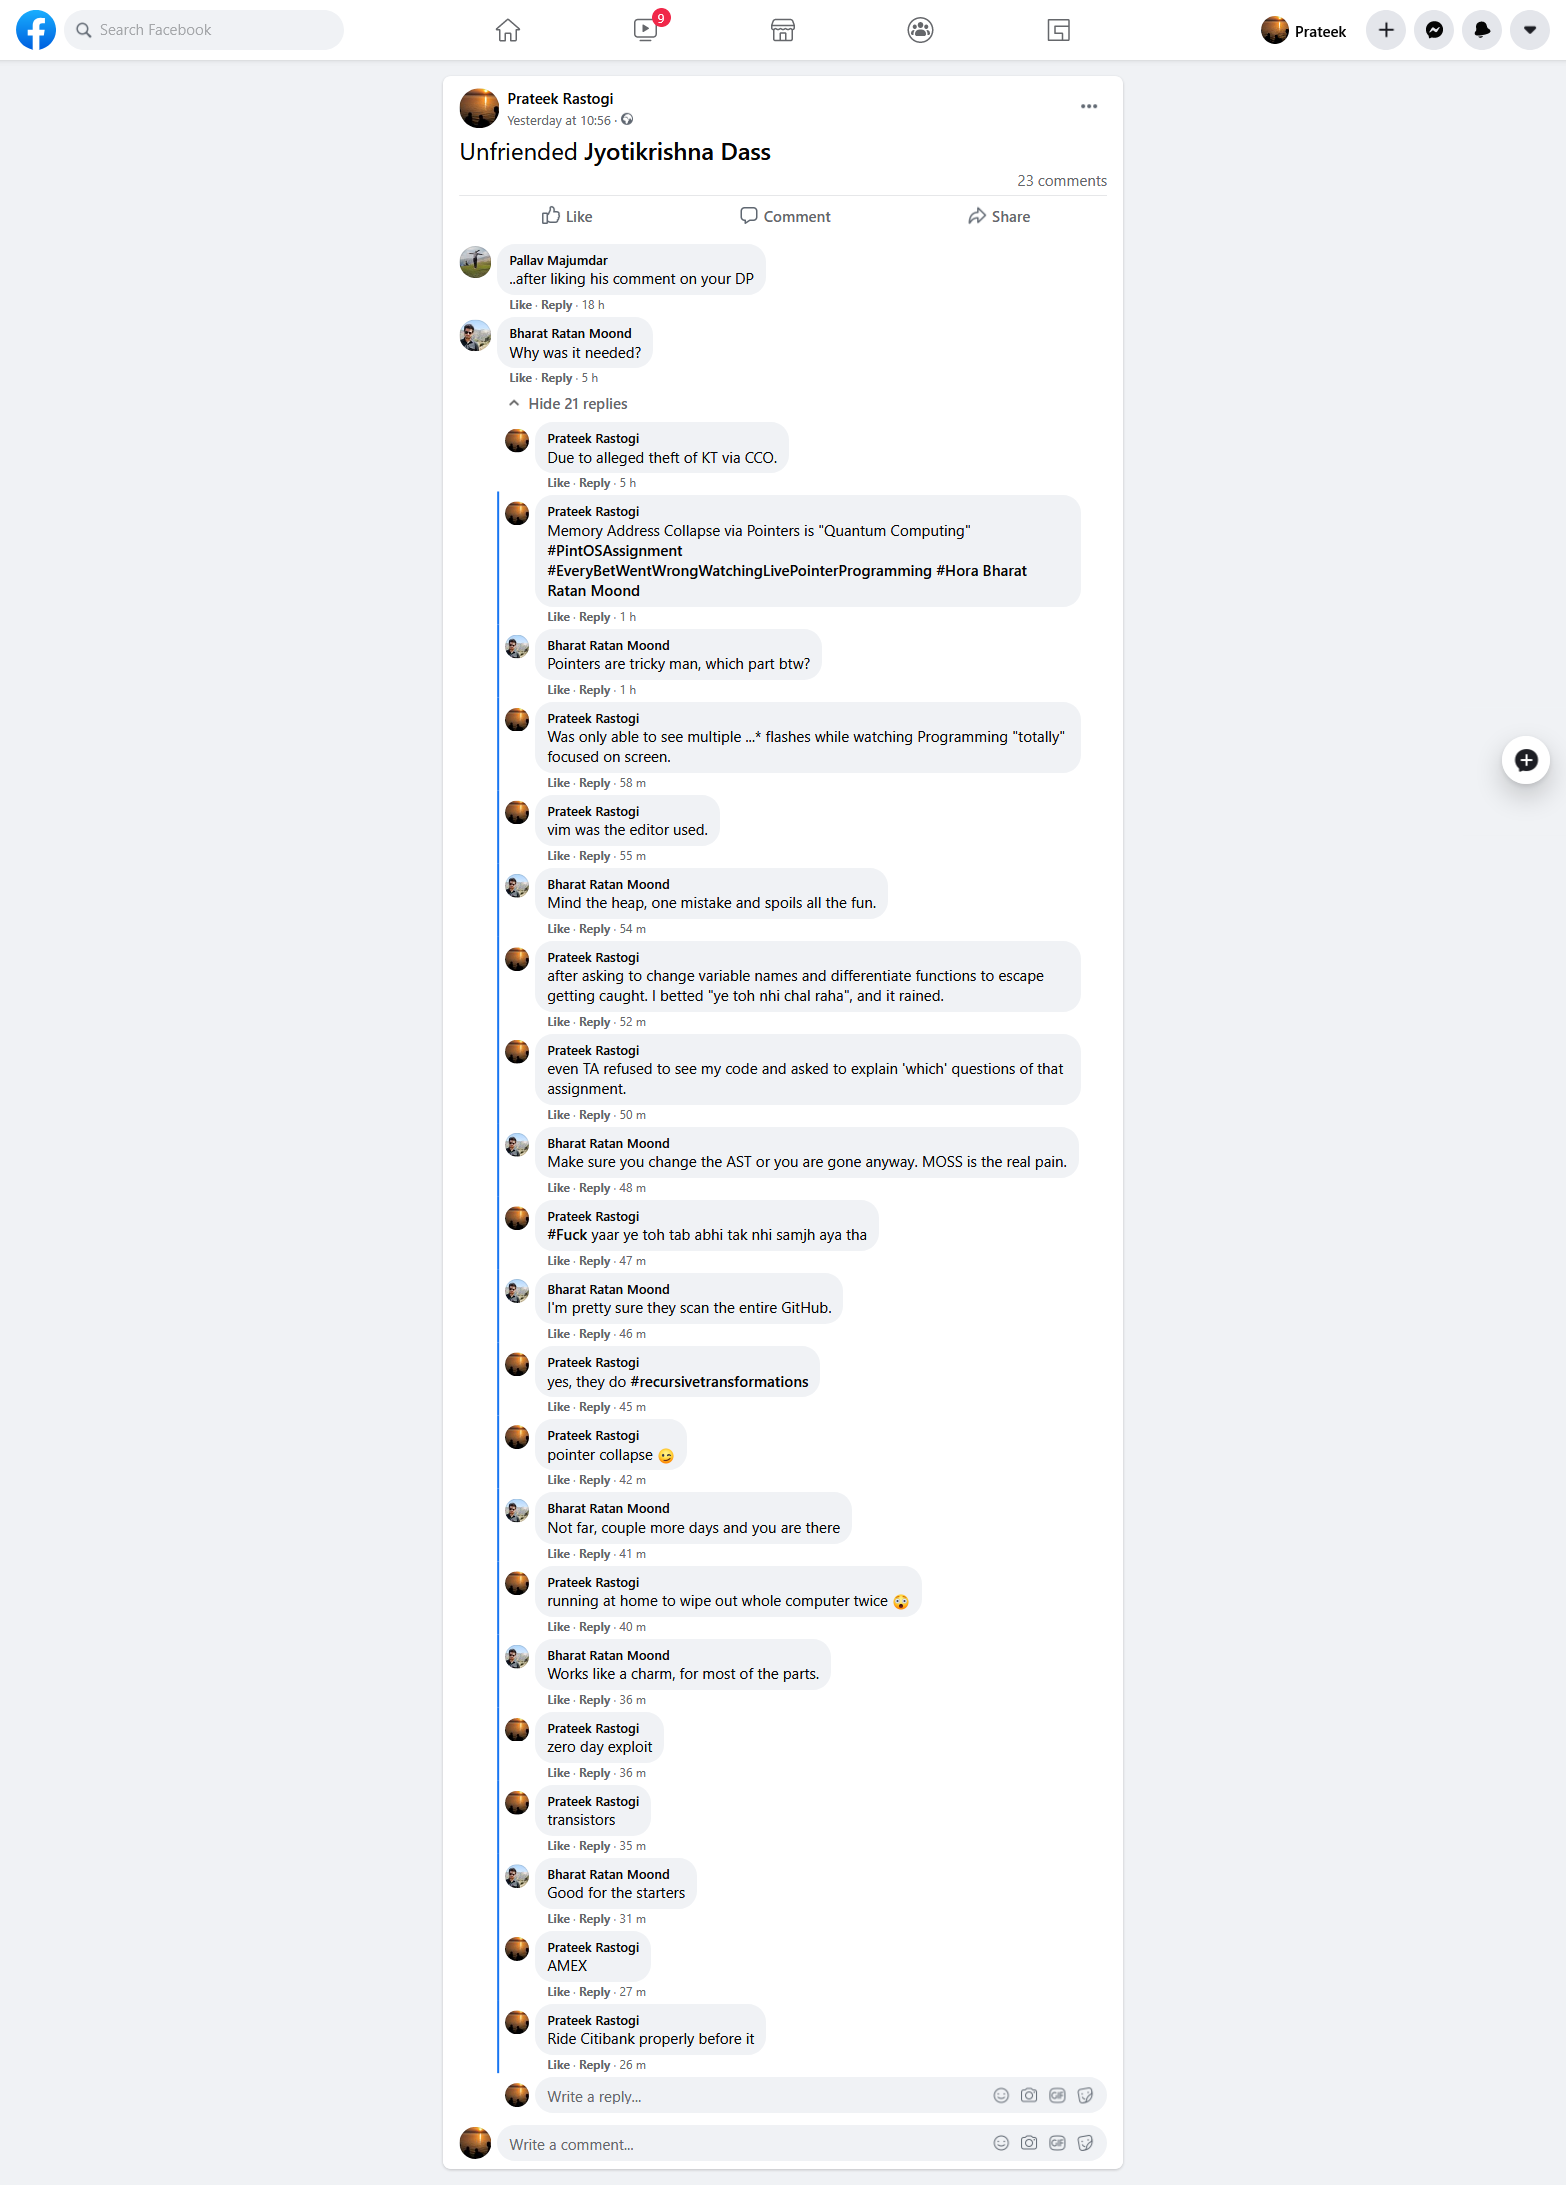 Search Facebook
9
Prateek
Prateek Rastogi
Yesterday at 10:56 ·
Unfriended Jyotikrishna Dass
23 comments
Like
Comment
Share
Pallav Majumdar
..after liking his comment on your DP
Like · Reply · 18 h
Bharat Ratan Moond
Why was it needed?
Like · Reply · 5 h
Hide 21 replies
Prateek Rastogi
Due to alleged theft of KT via CCO.
Like · Reply · 5 h
Prateek Rastogi
Memory Address Collapse via Pointers is "Quantum Computing"
#PintOSAssignment
#EveryBetWentWrongWatchingLivePointerProgramming #Hora Bharat
Ratan Moond
Like · Reply · 1 h
Bharat Ratan Moond
Pointers are tricky man, which part btw?
Like · Reply · 1 h
Prateek Rastogi
Was only able to see multiple ...* flashes while watching Programming "totally"
focused on screen.
Like · Reply · 58 m
Prateek Rastogi
vim was the editor used.
Like · Reply · 55 m
Bharat Ratan Moond
Mind the heap, one mistake and spoils all the fun.
Like · Reply · 54 m
Prateek Rastogi
after asking to change variable names and differentiate functions to escape
getting caught. I betted "ye toh nhi chal raha", and it rained.
Like · Reply · 52 m
Prateek Rastogi
even TA refused to see my code and asked to explain 'which' questions of that
assignment.
Like · Reply · 50 m
Bharat Ratan Moond
Make sure you change the AST or you are gone anyway. MOSS is the real pain.
Like · Reply · 48 m
Prateek Rastogi
#Fuck yaar ye toh tab abhi tak nhi samjh aya tha
Like · Reply · 47 m
Bharat Ratan Moond
I'm pretty sure they scan the entire GitHub.
Like · Reply · 46 m
Prateek Rastogi
yes, they do #recursivetransformations
Like · Reply · 45 m
Prateek Rastogi
pointer collapse 😉
Like · Reply · 42 m
Bharat Ratan Moond
Not far, couple more days and you are there
Like · Reply · 41 m
Prateek Rastogi
running at home to wipe out whole computer twice 😲
Like · Reply · 40 m
Bharat Ratan Moond
Works like a charm, for most of the parts.
Like · Reply · 36 m
Prateek Rastogi
zero day exploit
Like · Reply · 36 m
Prateek Rastogi
transistors
Like · Reply · 35 m
Bharat Ratan Moond
Good for the starters
Like · Reply · 31 m
Prateek Rastogi
AMEX
Like · Reply · 27 m
Prateek Rastogi
Ride Citibank properly before it
Like · Reply · 26 m
Write a reply...
GIF
Write a comment...
GIF